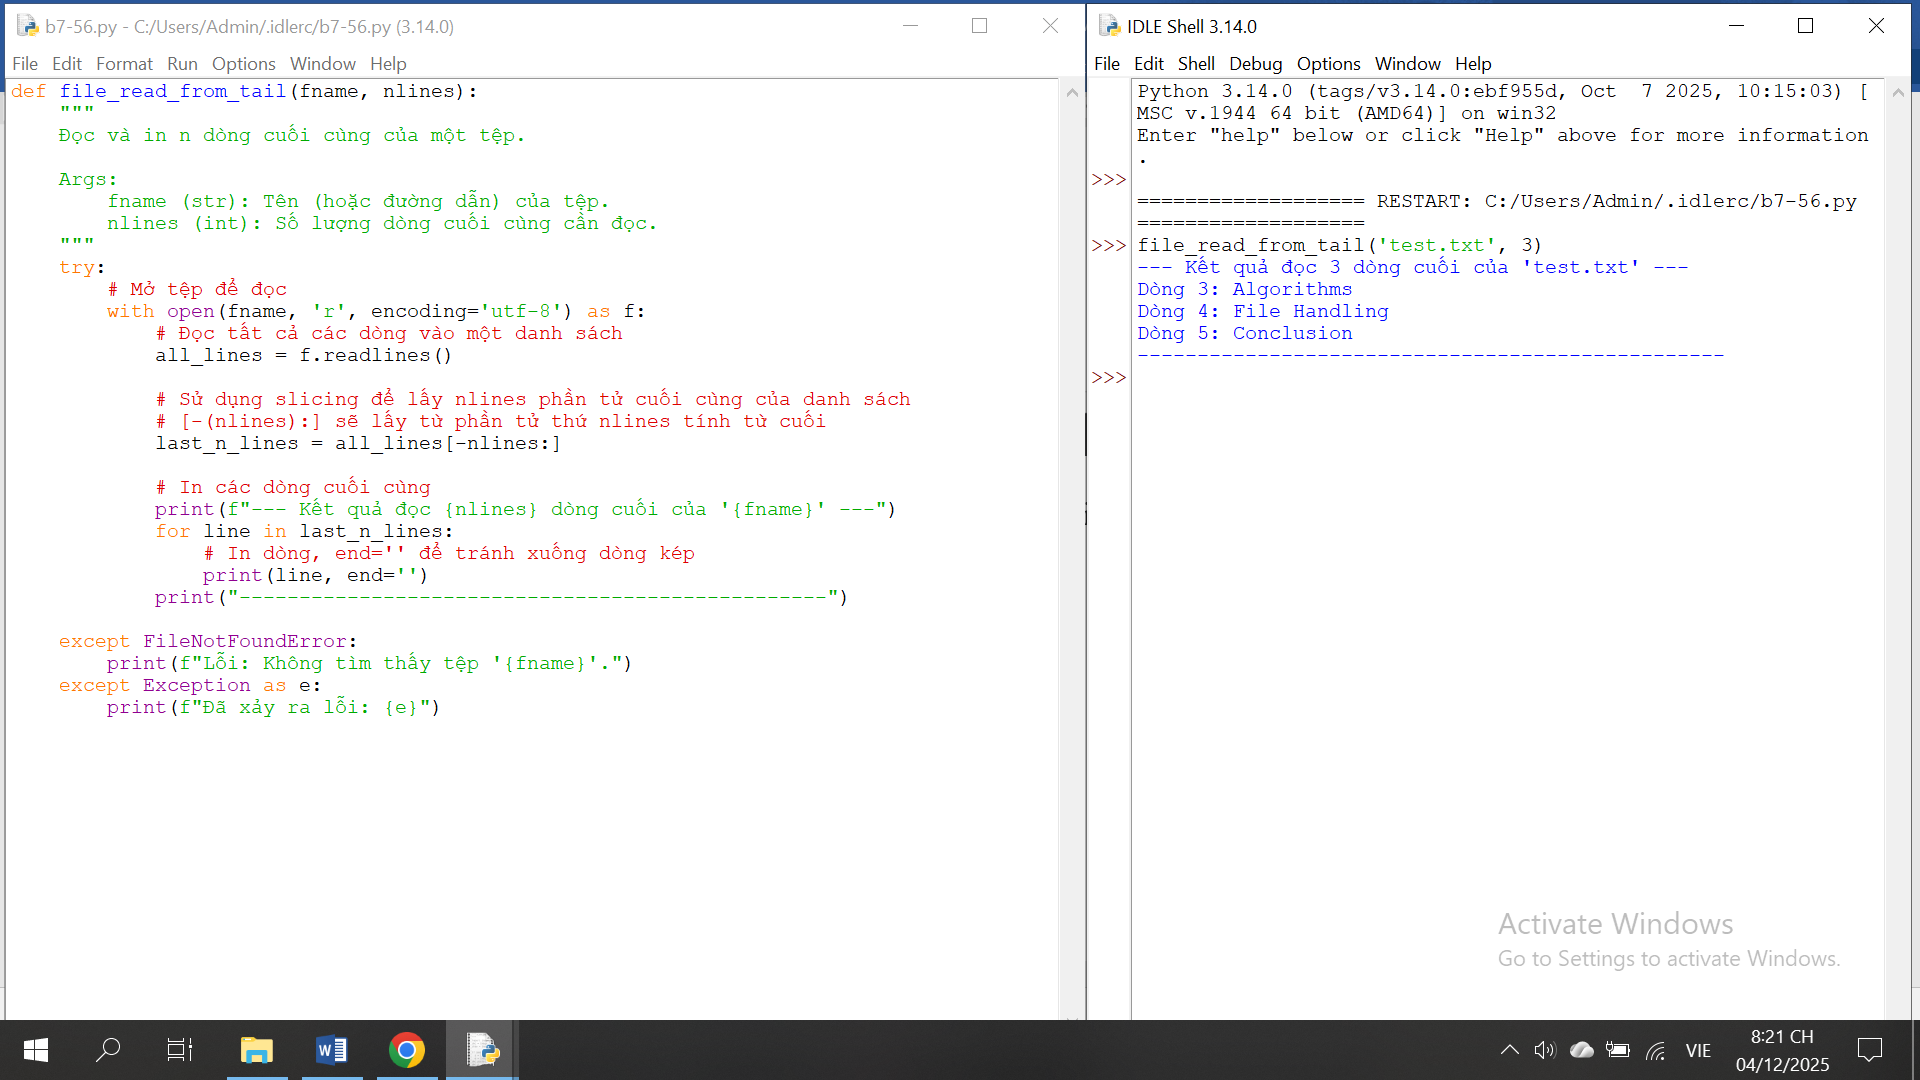 b7-56.py - C:/Users/Admin/.idlerc/b7-56.py (3.14.0)
File Edit Format Run Options Window Help
def file_read_from_tail(fname, nlines):
    """
    Đọc và in n dòng cuối cùng của một tệp.

    Args:
        fname (str): Tên (hoặc đường dẫn) của tệp.
        nlines (int): Số lượng dòng cuối cùng cần đọc.
    """
    try:
        # Mở tệp để đọc
        with open(fname, 'r', encoding='utf-8') as f:
            # Đọc tất cả các dòng vào một danh sách
            all_lines = f.readlines()

            # Sử dụng slicing để lấy nlines phần tử cuối cùng của danh sách
            # [-(nlines):] sẽ lấy từ phần tử thứ nlines tính từ cuối
            last_n_lines = all_lines[-nlines:]

            # In các dòng cuối cùng
            print(f"--- Kết quả đọc {nlines} dòng cuối của '{fname}' ---")
            for line in last_n_lines:
                # In dòng, end='' để tránh xuống dòng kép
                print(line, end='')
            print("-------------------------------------------------")

    except FileNotFoundError:
        print(f"Lỗi: Không tìm thấy tệp '{fname}'.")
    except Exception as e:
        print(f"Đã xảy ra lỗi: {e}")
IDLE Shell 3.14.0
File Edit Shell Debug Options Window Help
Python 3.14.0 (tags/v3.14.0:ebf955d, Oct  7 2025, 10:15:03) [
MSC v.1944 64 bit (AMD64)] on win32
Enter "help" below or click "Help" above for more information
.
>>>
=================== RESTART: C:/Users/Admin/.idlerc/b7-56.py
===================
>>> file_read_from_tail('test.txt', 3)
--- Kết quả đọc 3 dòng cuối của 'test.txt' ---
Dòng 3: Algorithms
Dòng 4: File Handling
Dòng 5: Conclusion
-------------------------------------------------
>>>
Activate Windows
Go to Settings to activate Windows.
W
VIE
8:21 CH
04/12/2025